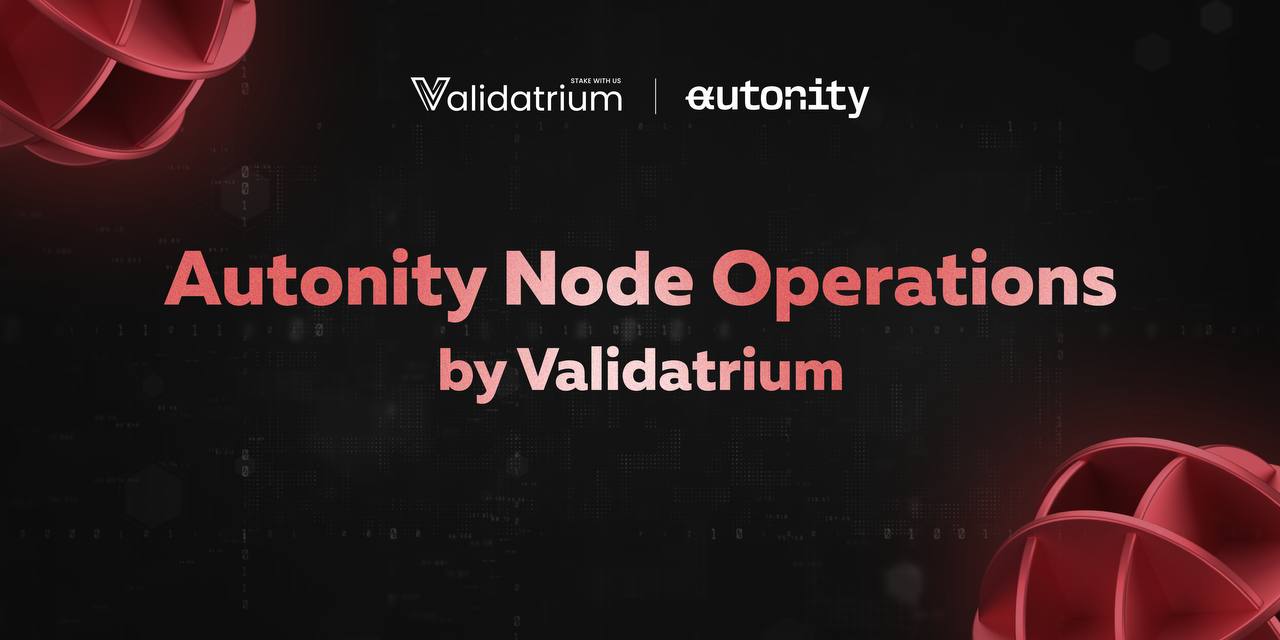 STAKE WITH US
Validatrium | autonity
Autonity Node Operations
by Validatrium